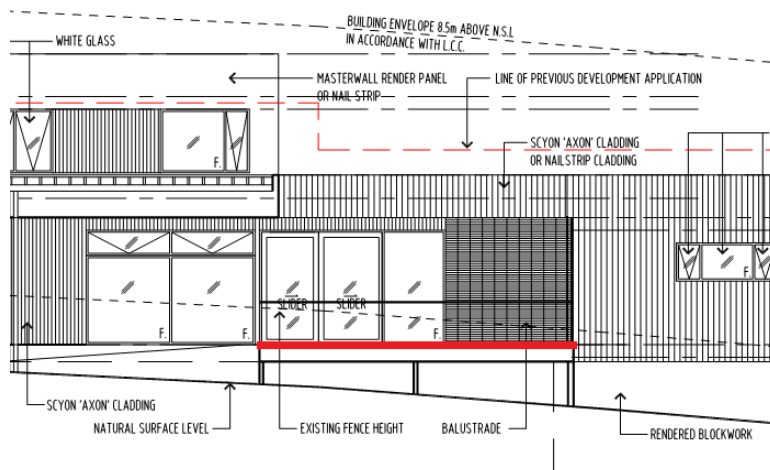 BUILDING ENVELOPE 8.5m ABOVE N.S.L
IN ACCORDANCE WITH L.C.C.
WHITE GLASS
MASTERWALL RENDER PANEL
OR NAIL STRIP
LINE OF PREVIOUS DEVELOPMENT APPLICATION
SCYON 'AXON' CLADDING
OR NAILSTRIP CLADDING
F.
F.
SLIDER
SLIDER
F.
F.
F.
SCYON 'AXON' CLADDING
NATURAL SURFACE LEVEL
EXISTING FENCE HEIGHT
BALUSTRADE
RENDERED BLOCKWORK